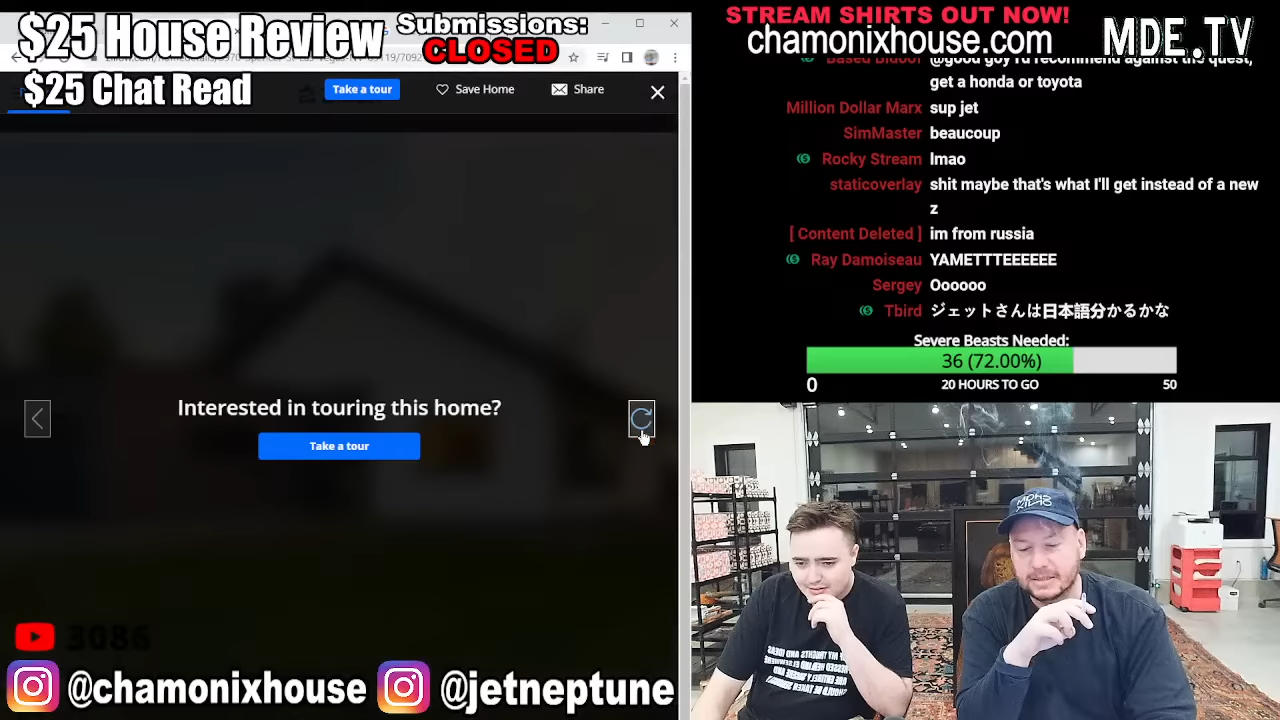 $25 House Review
Submissions:
CLOSED
$25 Chat Read
Take a tour
Save Home
Share
STREAM SHIRTS OUT NOW!
chamonixhouse.com
MDE.TV
get a honda or toyota
Million Dollar Marx sup jet
SimMaster beaucoup
Rocky Stream lmao
staticoverlay shit maybe that's what I'll get instead of a new
z
[ Content Deleted ] im from russia
Ray Damoiseau YAMETTTEEEEEE
Sergey Oooooo
Tbird ジェットさんは日本語分かるかな
Severe Beasts Needed:
36 (72.00%)
0
20 HOURS TO GO
50
Interested in touring this home?
Take a tour
3086
@chamonixhouse
@jetneptune